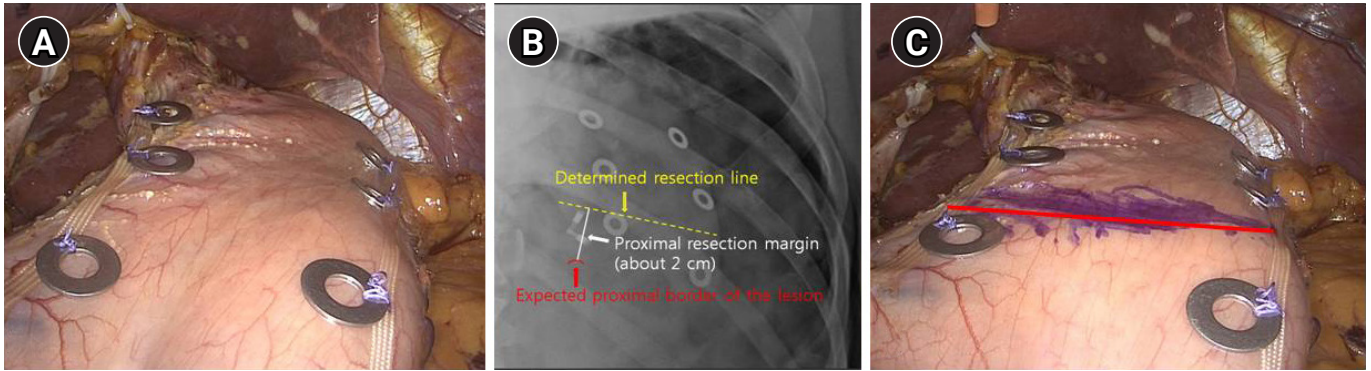 A
B
C
Determined resection line
Proximal resection margin
(about 2 cm)
Expected proximal border of the lesion